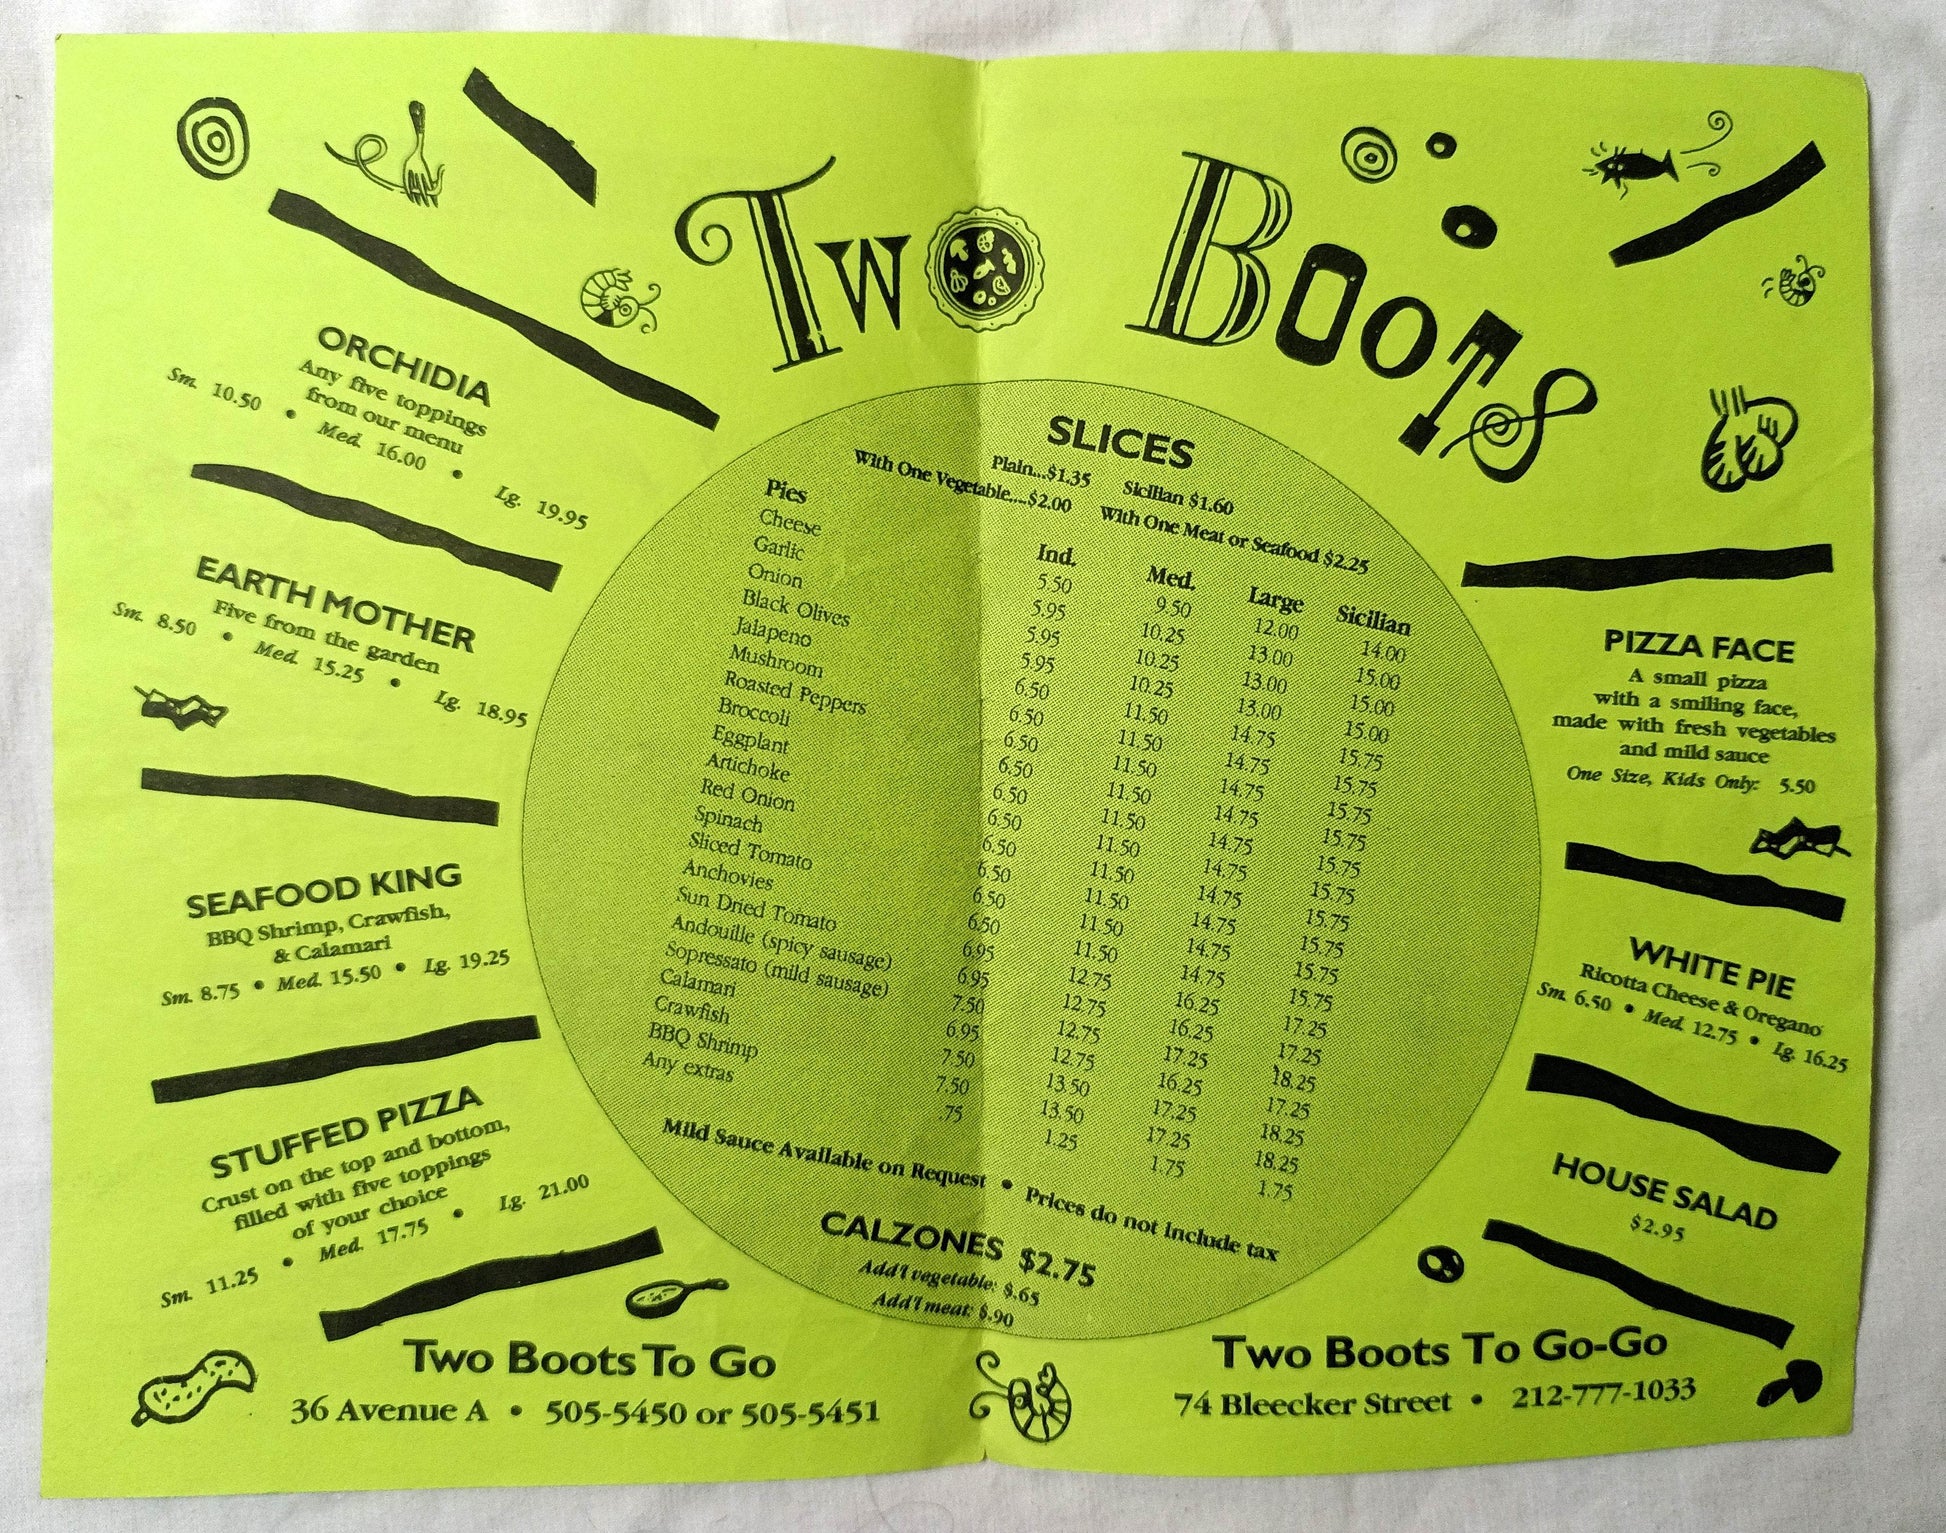 Two Boots
ORCHIDIA
Any five toppings
from our menu
Sm. 10.50 • Med. 16.00 • Lg. 19.95
EARTH MOTHER
Five from the garden
Sm. 8.50 • Med. 15.25 • Lg. 18.95
SEAFOOD KING
BBQ Shrimp, Crawfish,
& Calamari
Sm. 8.75 • Med. 15.50 • Lg. 19.25
STUFFED PIZZA
Crust on the top and bottom,
filled with five toppings
of your choice
Sm. 11.25 • Med. 17.75 • Lg. 21.00
SLICES
Plain...$1.35 Sicilian $1.60
With One Vegetable....$2.00 With One Meat or Seafood $2.25
Pies Ind. Med. Large Sicilian
Cheese 5.50 9.50 12.00 14.00
Garlic 5.95 10.25 13.00 15.00
Onion 5.95 10.25 13.00 15.00
Black Olives 5.95 10.25 13.00 15.00
Jalapeno 6.50 11.50 14.75 15.75
Mushroom 6.50 11.50 14.75 15.75
Roasted Peppers 6.50 11.50 14.75 15.75
Broccoli 6.50 11.50 14.75 15.75
Eggplant 6.50 11.50 14.75 15.75
Artichoke 6.50 11.50 14.75 15.75
Red Onion 6.50 11.50 14.75 15.75
Spinach 6.50 11.50 14.75 15.75
Sliced Tomato 6.50 11.50 14.75 15.75
Anchovies 6.50 11.50 14.75 15.75
Sun Dried Tomato 6.95 12.75 16.25 17.25
Andouille (spicy sausage) 6.95 12.75 16.25 17.25
Sopressato (mild sausage) 7.50 12.75 17.25 18.25
Calamari 6.95 12.75 16.25 17.25
Crawfish 7.50 13.50 17.25 18.25
BBQ Shrimp 7.50 13.50 17.25 18.25
Any extras .75 1.25 1.75 1.75
Mild Sauce Available on Request • Prices do not include tax
CALZONES $2.75
Add'l vegetable: $.65
Add'l meat: $.90
PIZZA FACE
A small pizza
with a smiling face,
made with fresh vegetables
and mild sauce
One Size, Kids Only: 5.50
WHITE PIE
Ricotta Cheese & Oregano
Sm. 6.50 • Med. 12.75 • Lg. 16.25
HOUSE SALAD
$2.95
Two Boots To Go
36 Avenue A • 505-5450 or 505-5451
Two Boots To Go-Go
74 Bleecker Street • 212-777-1033